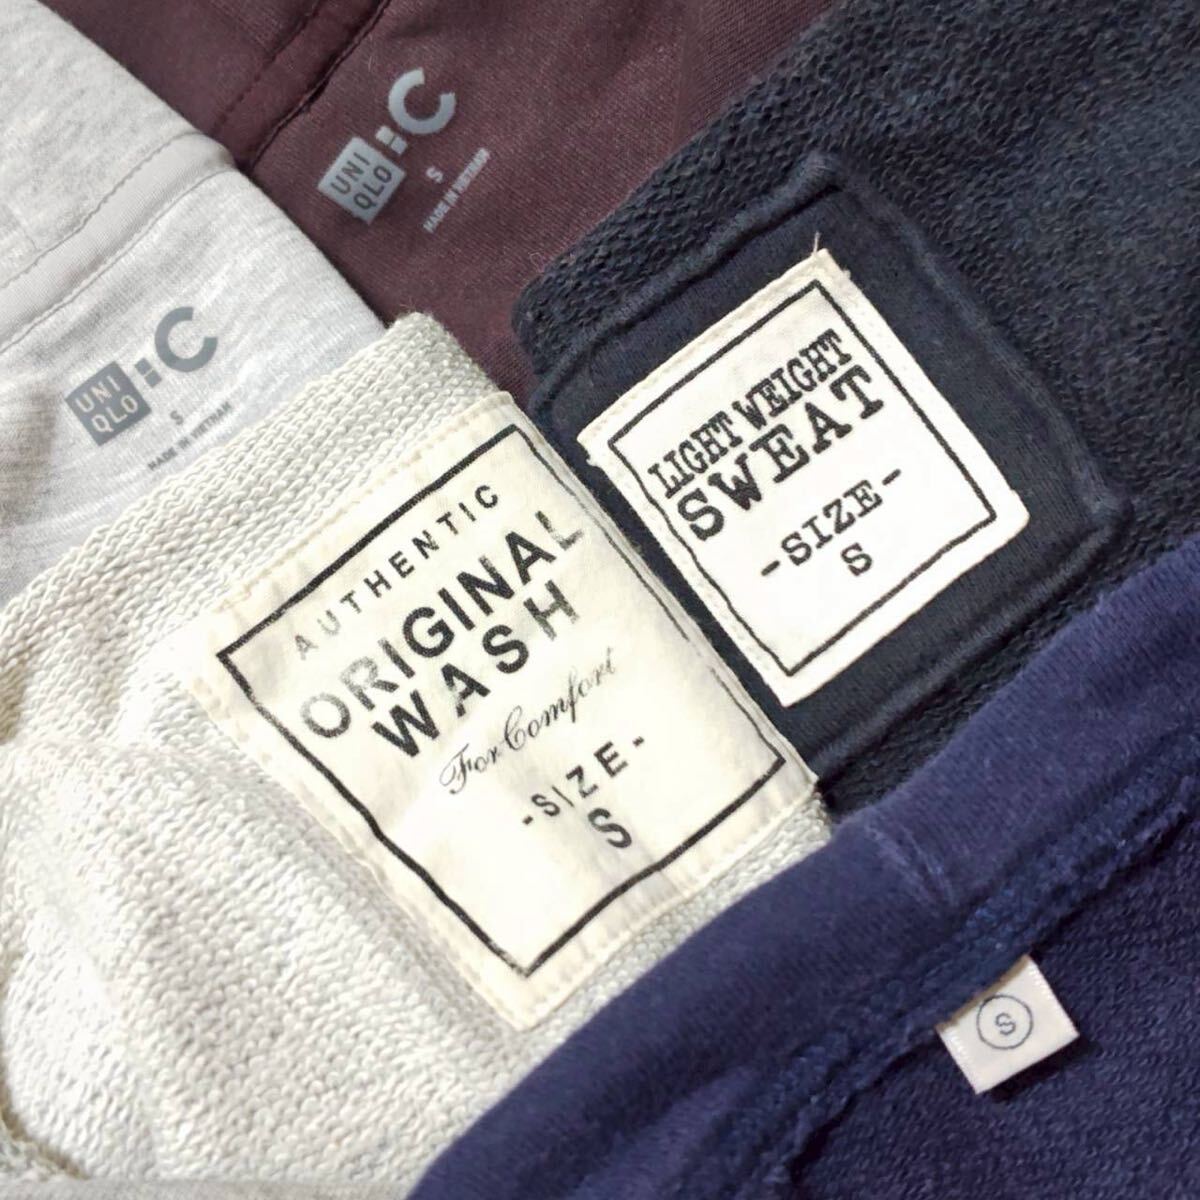 UNI
QLO
:C
S
MADE IN VIETNAM
UNI
QLO
:C
S
MADE IN VIETNAM
LIGHT WEIGHT
SWEAT
-SIZE-
S
AUTHENTIC
ORIGINAL
WASH
For Comfort
-SIZE-
S
S